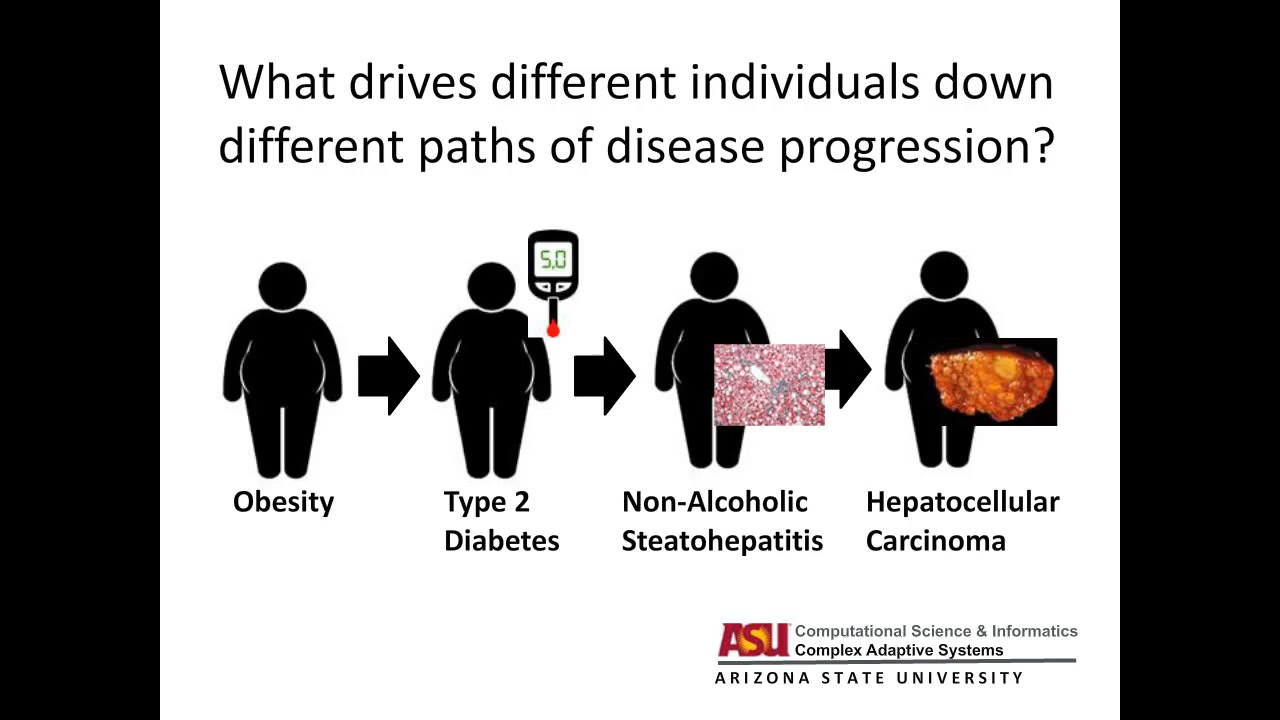 What drives different individuals down
different paths of disease progression?
5.0
Obesity
Type 2
Diabetes
Non-Alcoholic
Steatohepatitis
Hepatocellular
Carcinoma
ASU
Computational Science & Informatics
Complex Adaptive Systems
ARIZONA STATE UNIVERSITY